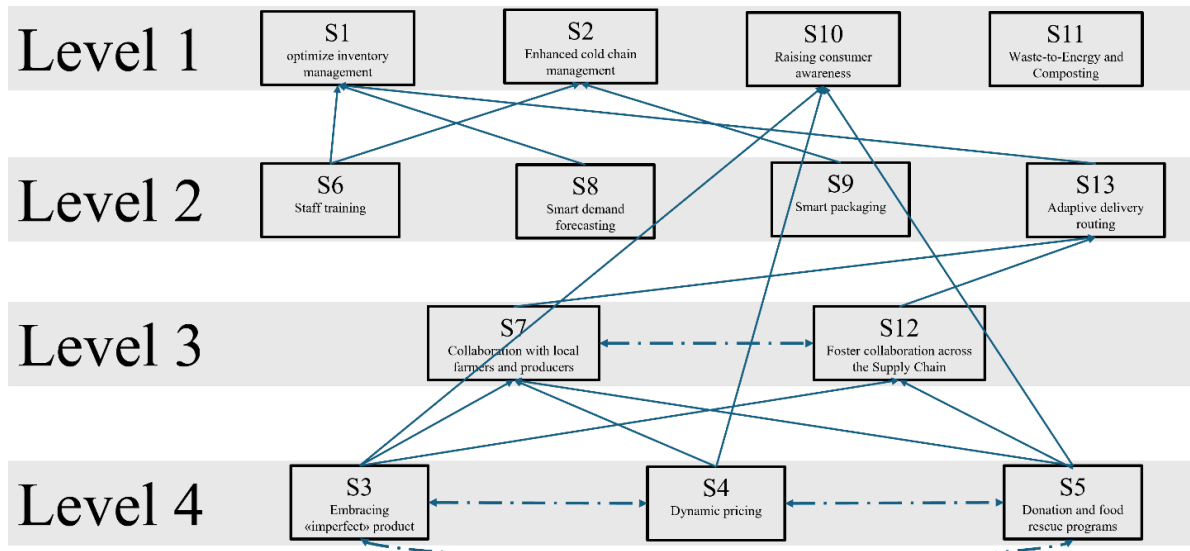 Level 1
S1
optimize inventory
management
S2
Enhanced cold chain
management
S10
Raising consumer
awareness
S11
Waste-to-Energy and
Composting
Level 2
S6
Staff training
S8
Smart demand
forecasting
S9
Smart packaging
S13
Adaptive delivery
routing
Level 3
S7
Collaboration with local
farmers and producers
S12
Foster collaboration across
the Supply Chain
Level 4
S3
Embracing
«imperfect» product
S4
Dynamic pricing
S5
Donation and food
rescue programs